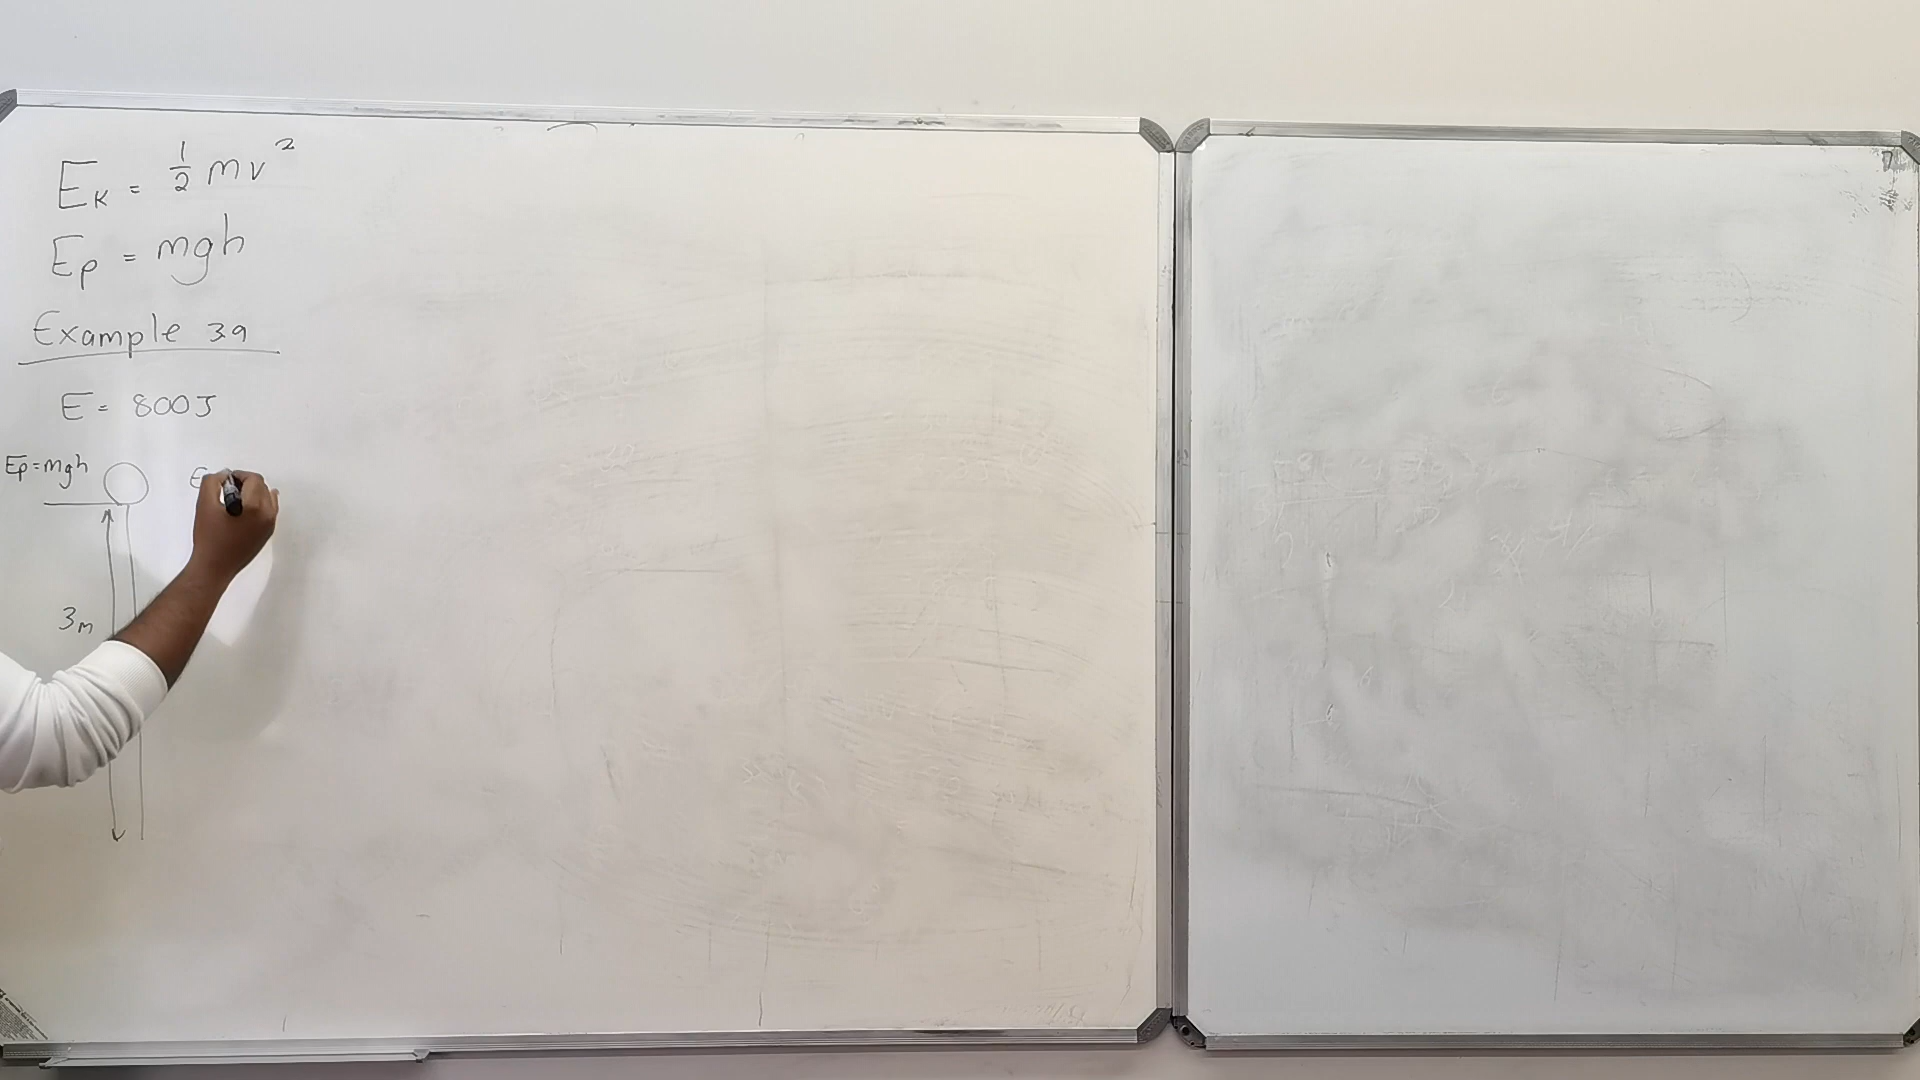 Eₖ = ½ mv²
Eₚ = mgh
Example 3.9
E = 800J
Eₚ = mgh
E
3m